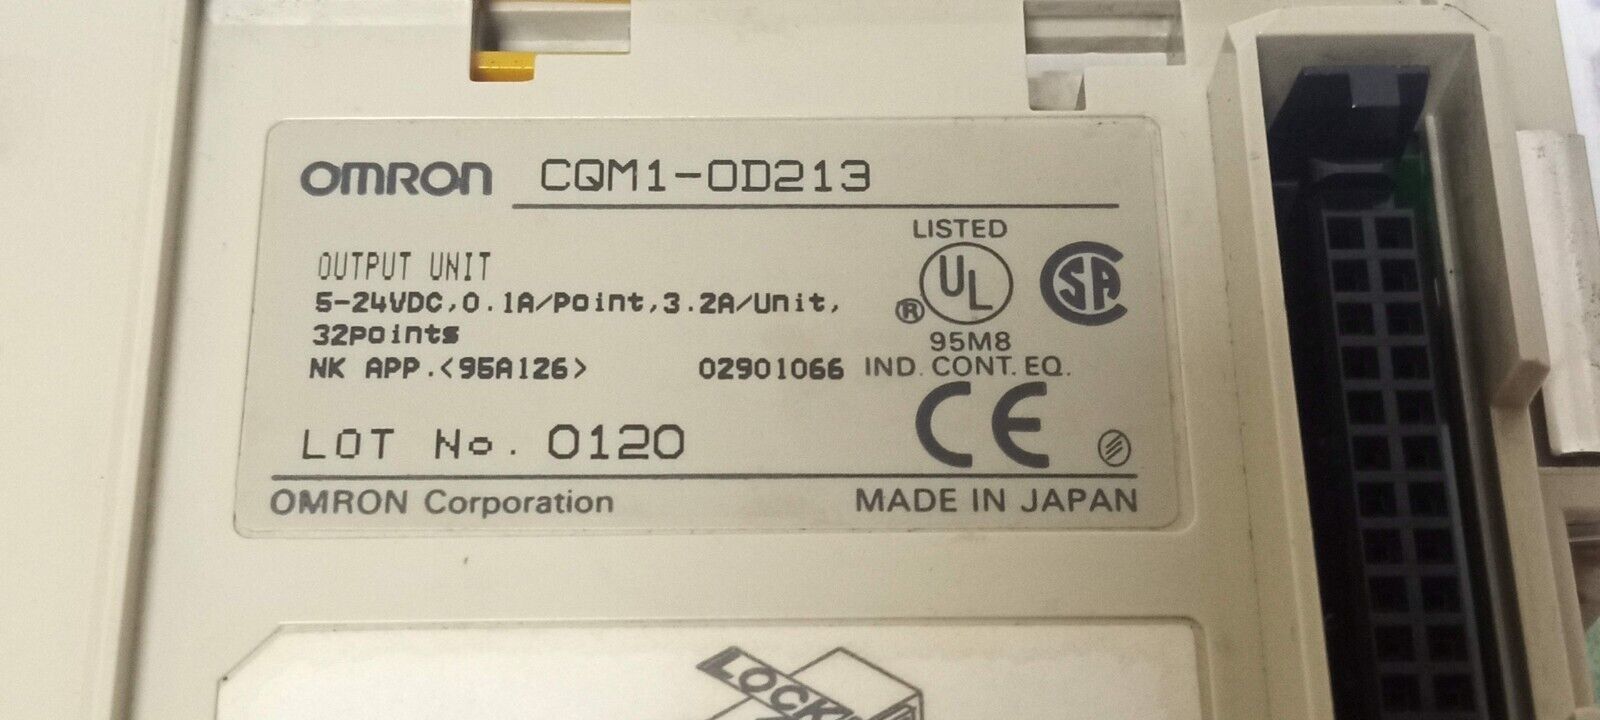 OMRON CQM1-OD213
OUTPUT UNIT
5-24VDC,0.1A/Point,3.2A/Unit,
32points
NK APP.<95A126> 02901066
LISTED
UL
®
95M8
IND. CONT. EQ.
SA
CE
LOT No. 0120
OMRON Corporation
MADE IN JAPAN
LOCK